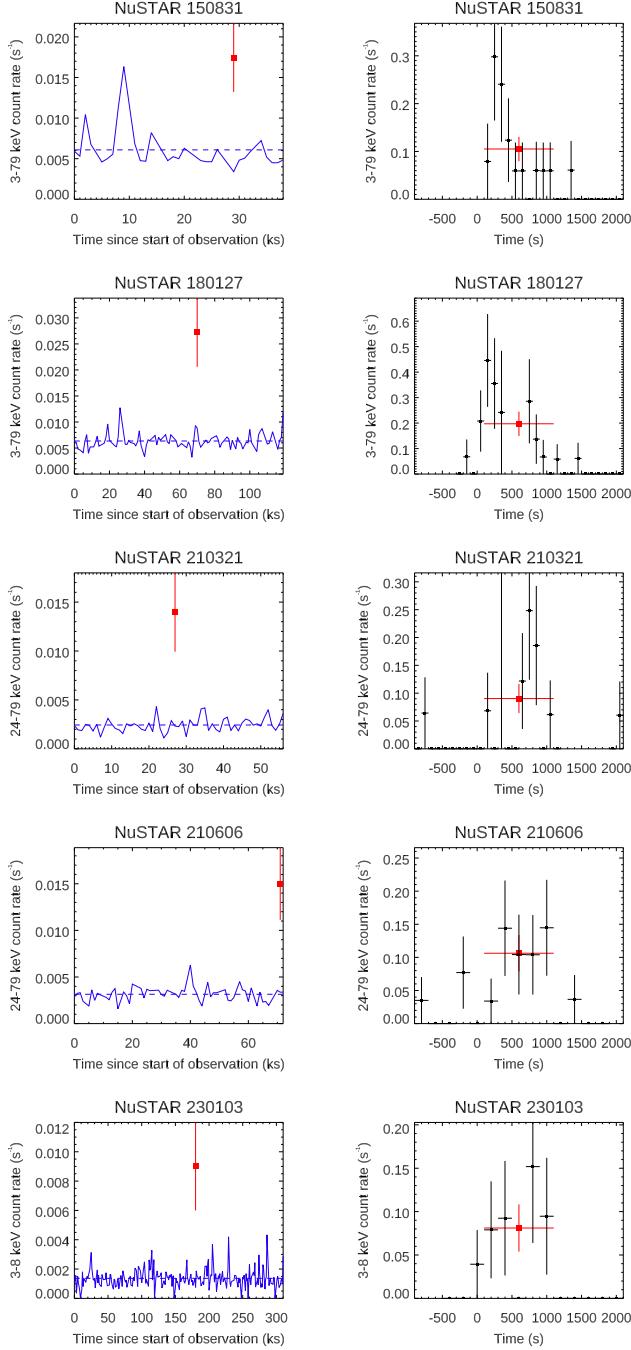 NuSTAR 150831
3-79 keV count rate (s⁻¹)
0.020
0.015
0.010
0.005
0.000
0 10 20 30
Time since start of observation (ks)
NuSTAR 150831
3-79 keV count rate (s⁻¹)
0.3
0.2
0.1
0.0
-500 0 500 1000 1500 2000
Time (s)
NuSTAR 180127
3-79 keV count rate (s⁻¹)
0.030
0.025
0.020
0.015
0.010
0.005
0.000
0 20 40 60 80 100
Time since start of observation (ks)
NuSTAR 180127
3-79 keV count rate (s⁻¹)
0.6
0.5
0.4
0.3
0.2
0.1
0.0
-500 0 500 1000 1500 2000
Time (s)
NuSTAR 210321
24-79 keV count rate (s⁻¹)
0.015
0.010
0.005
0.000
0 10 20 30 40 50
Time since start of observation (ks)
NuSTAR 210321
24-79 keV count rate (s⁻¹)
0.30
0.25
0.20
0.15
0.10
0.05
0.00
-500 0 500 1000 1500 2000
Time (s)
NuSTAR 210606
24-79 keV count rate (s⁻¹)
0.015
0.010
0.005
0.000
0 20 40 60
Time since start of observation (ks)
NuSTAR 210606
24-79 keV count rate (s⁻¹)
0.25
0.20
0.15
0.10
0.05
0.00
-500 0 500 1000 1500 2000
Time (s)
NuSTAR 230103
3-8 keV count rate (s⁻¹)
0.012
0.010
0.008
0.006
0.004
0.002
0.000
0 50 100 150 200 250 300
Time since start of observation (ks)
NuSTAR 230103
3-8 keV count rate (s⁻¹)
0.20
0.15
0.10
0.05
0.00
-500 0 500 1000 1500 2000
Time (s)